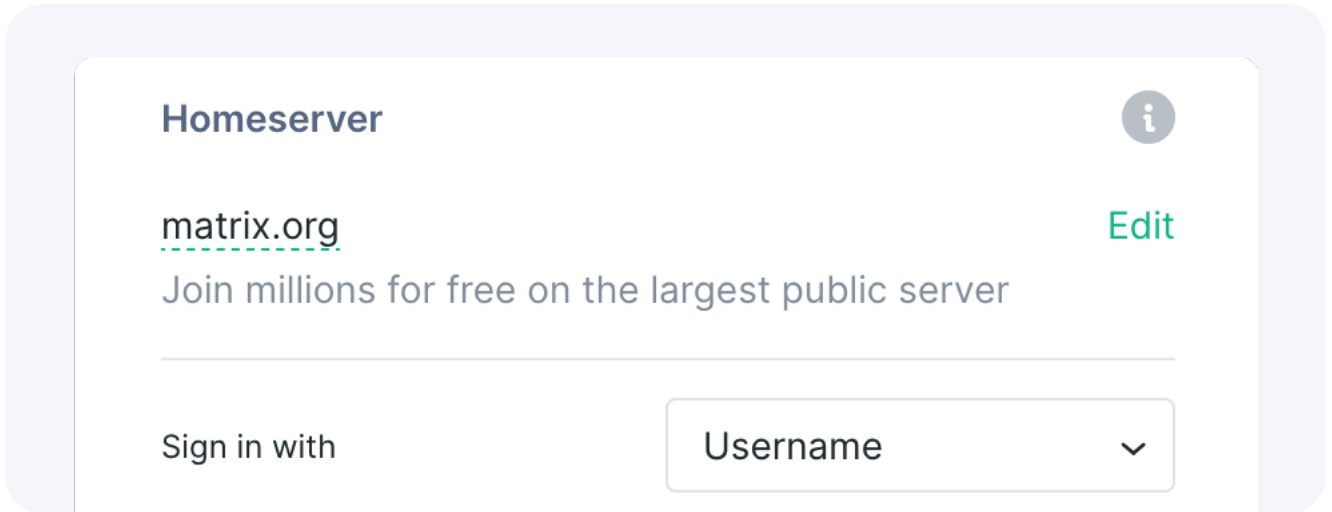 Homeserver
matrix.org
Edit
Join millions for free on the largest public server
Sign in with
Username